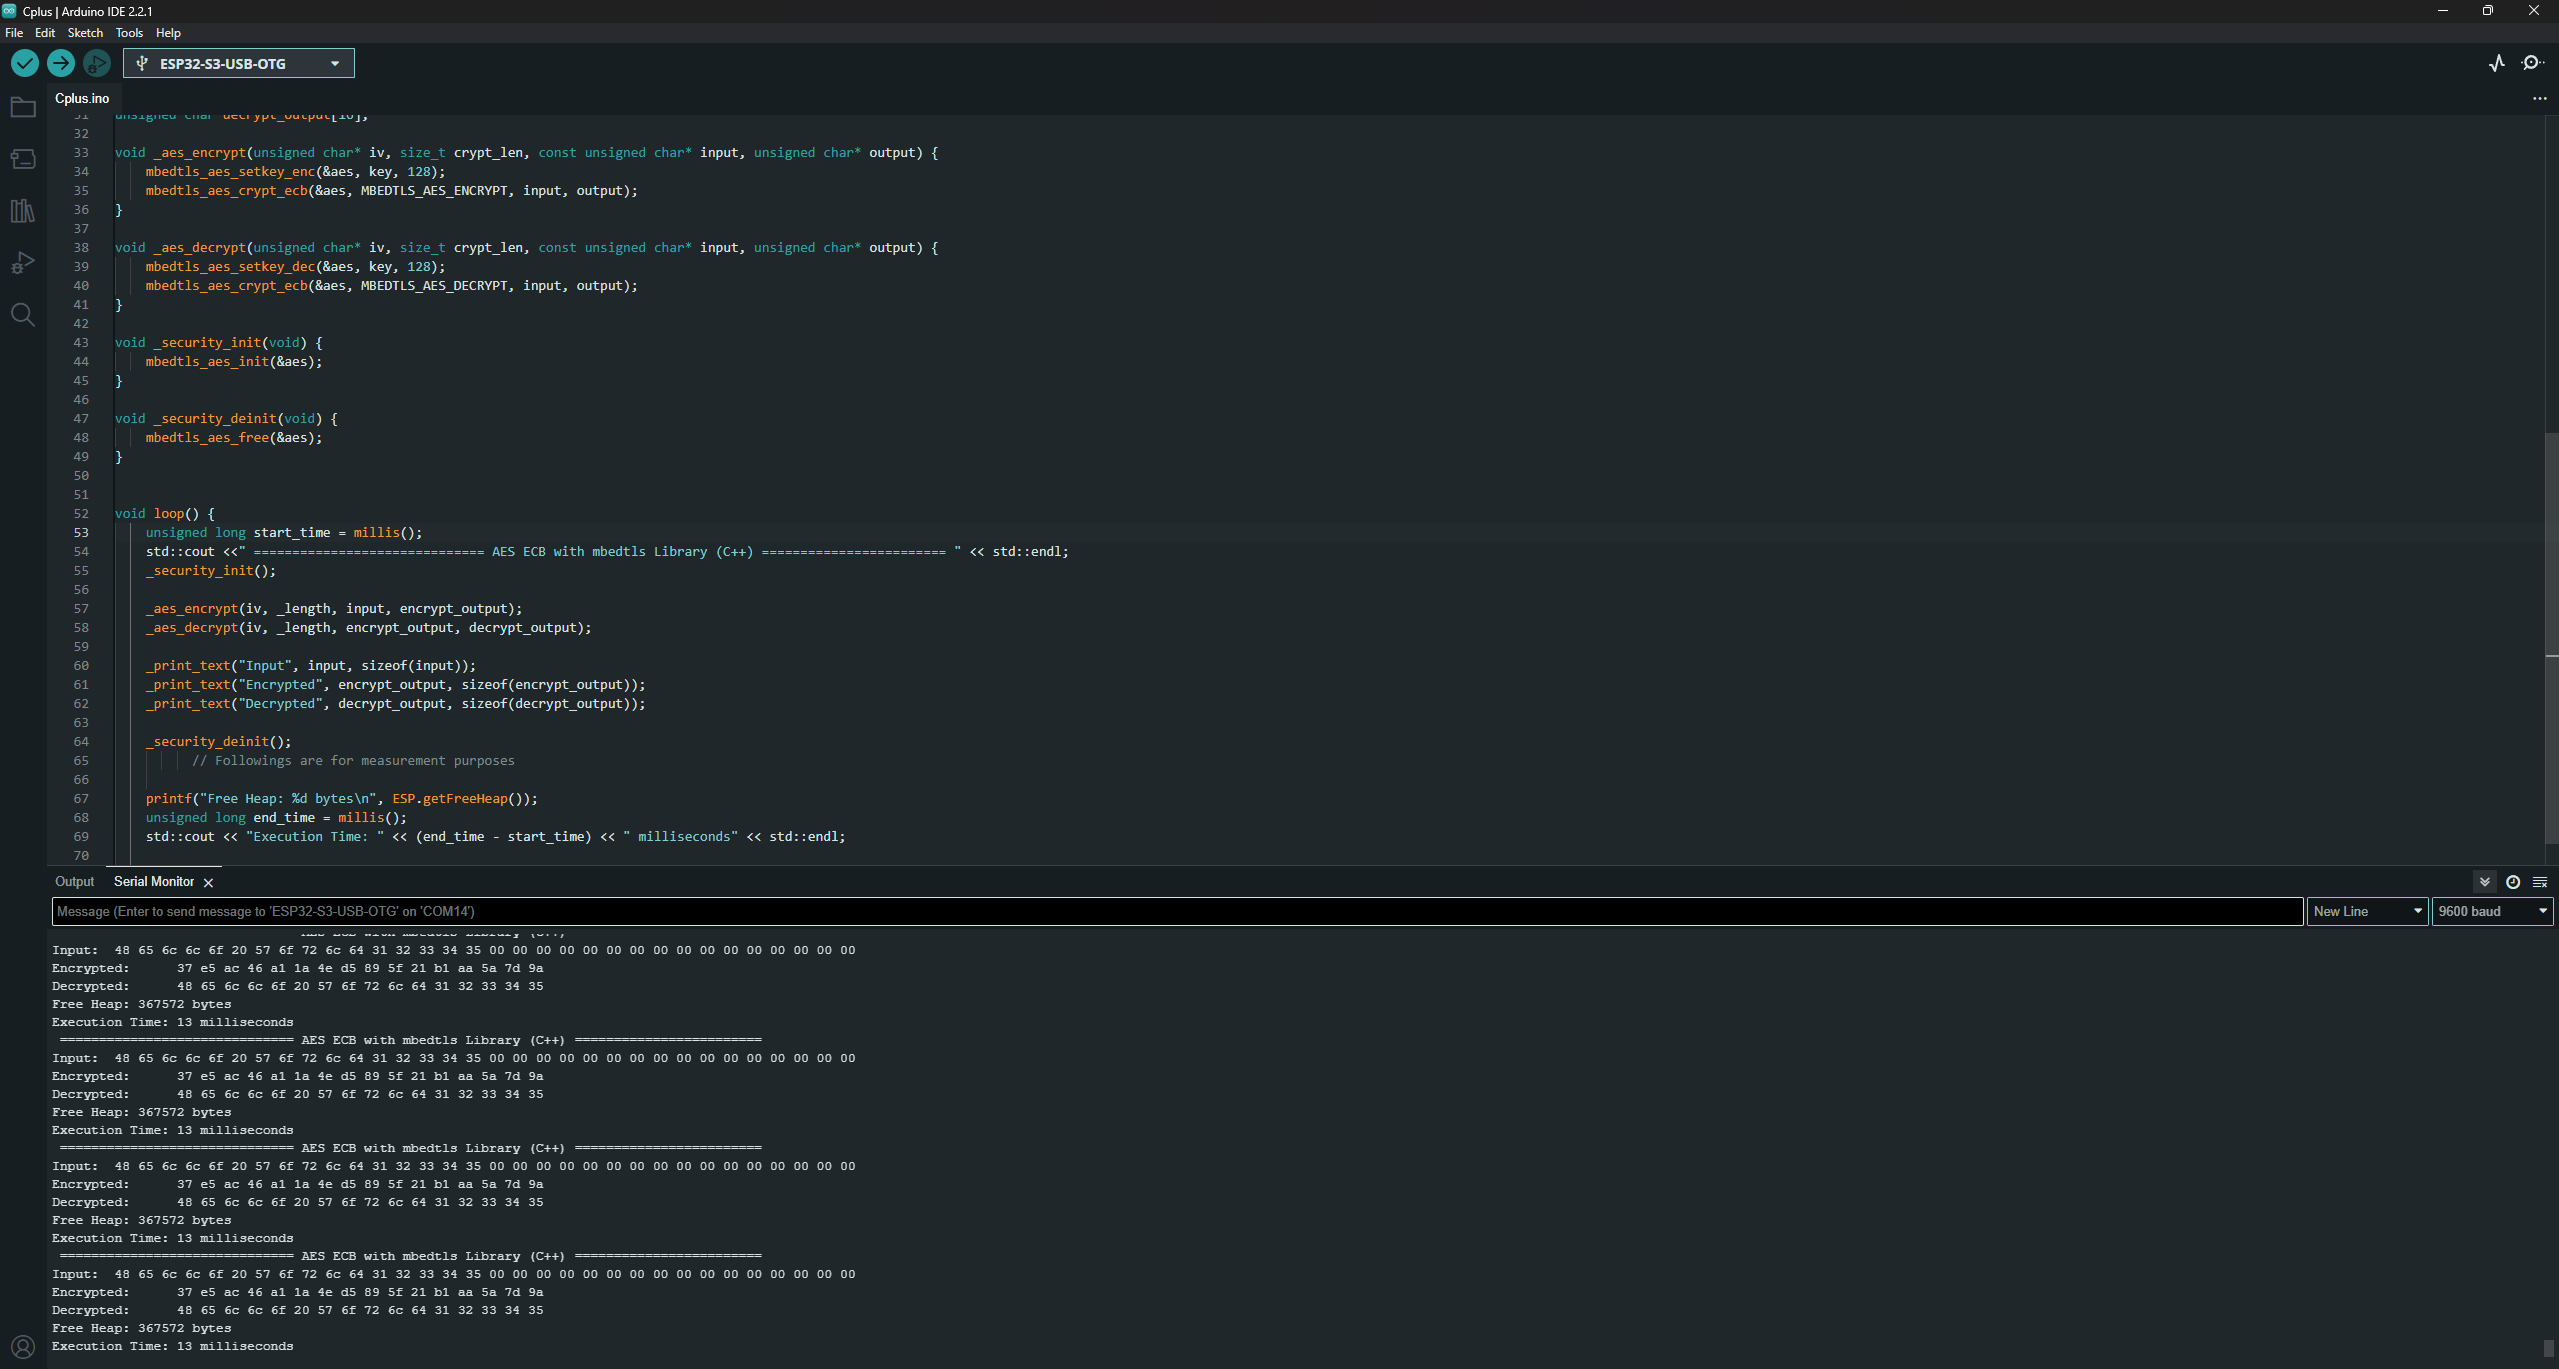 Cplus | Arduino IDE 2.2.1
File Edit Sketch Tools Help
ESP32-S3-USB-OTG
Cplus.ino
31 unsigned char decrypt_output[16];
32
33 void _aes_encrypt(unsigned char* iv, size_t crypt_len, const unsigned char* input, unsigned char* output) {
34 mbedtls_aes_setkey_enc(&aes, key, 128);
35 mbedtls_aes_crypt_ecb(&aes, MBEDTLS_AES_ENCRYPT, input, output);
36 }
37
38 void _aes_decrypt(unsigned char* iv, size_t crypt_len, const unsigned char* input, unsigned char* output) {
39 mbedtls_aes_setkey_dec(&aes, key, 128);
40 mbedtls_aes_crypt_ecb(&aes, MBEDTLS_AES_DECRYPT, input, output);
41 }
42
43 void _security_init(void) {
44 mbedtls_aes_init(&aes);
45 }
46
47 void _security_deinit(void) {
48 mbedtls_aes_free(&aes);
49 }
50
51
52 void loop() {
53 unsigned long start_time = millis();
54 std::cout <<" ============================== AES ECB with mbedtls Library (C++) ======================== " << std::endl;
55 _security_init();
56
57 _aes_encrypt(iv, _length, input, encrypt_output);
58 _aes_decrypt(iv, _length, encrypt_output, decrypt_output);
59
60 _print_text("Input", input, sizeof(input));
61 _print_text("Encrypted", encrypt_output, sizeof(encrypt_output));
62 _print_text("Decrypted", decrypt_output, sizeof(decrypt_output));
63
64 _security_deinit();
65 // Followings are for measurement purposes
66
67 printf("Free Heap: %d bytes\n", ESP.getFreeHeap());
68 unsigned long end_time = millis();
69 std::cout << "Execution Time: " << (end_time - start_time) << " milliseconds" << std::endl;
70
Output Serial Monitor
Message (Enter to send message to 'ESP32-S3-USB-OTG' on 'COM14') New Line 9600 baud
AES ECB with mbedtls Library (C++)
Input: 48 65 6c 6c 6f 20 57 6f 72 6c 64 31 32 33 34 35 00 00 00 00 00 00 00 00 00 00 00 00 00 00 00 00
Encrypted: 37 e5 ac 46 a1 1a 4e d5 89 5f 21 b1 aa 5a 7d 9a
Decrypted: 48 65 6c 6c 6f 20 57 6f 72 6c 64 31 32 33 34 35
Free Heap: 367572 bytes
Execution Time: 13 milliseconds
============================== AES ECB with mbedtls Library (C++) ========================
Input: 48 65 6c 6c 6f 20 57 6f 72 6c 64 31 32 33 34 35 00 00 00 00 00 00 00 00 00 00 00 00 00 00 00 00
Encrypted: 37 e5 ac 46 a1 1a 4e d5 89 5f 21 b1 aa 5a 7d 9a
Decrypted: 48 65 6c 6c 6f 20 57 6f 72 6c 64 31 32 33 34 35
Free Heap: 367572 bytes
Execution Time: 13 milliseconds
============================== AES ECB with mbedtls Library (C++) ========================
Input: 48 65 6c 6c 6f 20 57 6f 72 6c 64 31 32 33 34 35 00 00 00 00 00 00 00 00 00 00 00 00 00 00 00 00
Encrypted: 37 e5 ac 46 a1 1a 4e d5 89 5f 21 b1 aa 5a 7d 9a
Decrypted: 48 65 6c 6c 6f 20 57 6f 72 6c 64 31 32 33 34 35
Free Heap: 367572 bytes
Execution Time: 13 milliseconds
============================== AES ECB with mbedtls Library (C++) ========================
Input: 48 65 6c 6c 6f 20 57 6f 72 6c 64 31 32 33 34 35 00 00 00 00 00 00 00 00 00 00 00 00 00 00 00 00
Encrypted: 37 e5 ac 46 a1 1a 4e d5 89 5f 21 b1 aa 5a 7d 9a
Decrypted: 48 65 6c 6c 6f 20 57 6f 72 6c 64 31 32 33 34 35
Free Heap: 367572 bytes
Execution Time: 13 milliseconds